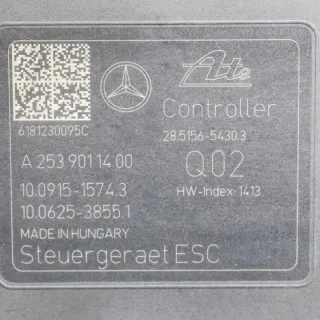 Ate
Controller
6181230095C
28.5156-5430.3
A 253 901 14 00
Q02
10.0915-1574.3
HW-Index: 1413
10.0625-3855.1
MADE IN HUNGARY
Steuergeraet ESC